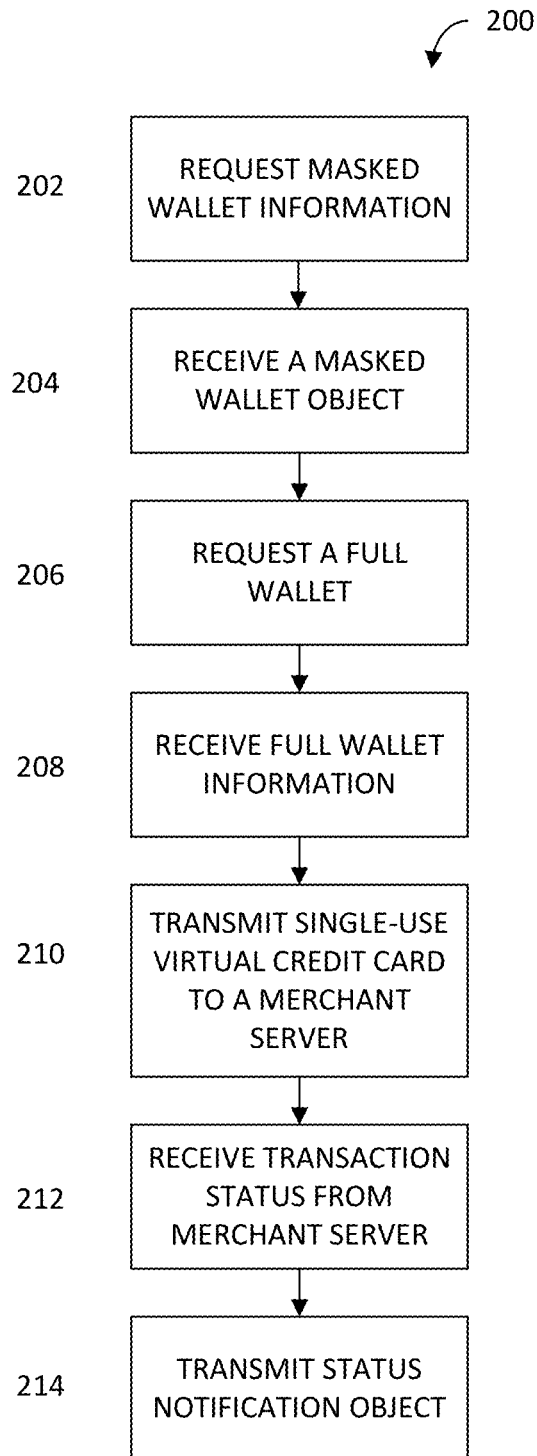 200
202
REQUEST MASKED
WALLET INFORMATION
204
RECEIVE A MASKED
WALLET OBJECT
206
REQUEST A FULL
WALLET
208
RECEIVE FULL WALLET
INFORMATION
210
TRANSMIT SINGLE-USE
VIRTUAL CREDIT CARD
TO A MERCHANT
SERVER
212
RECEIVE TRANSACTION
STATUS FROM
MERCHANT SERVER
214
TRANSMIT STATUS
NOTIFICATION OBJECT